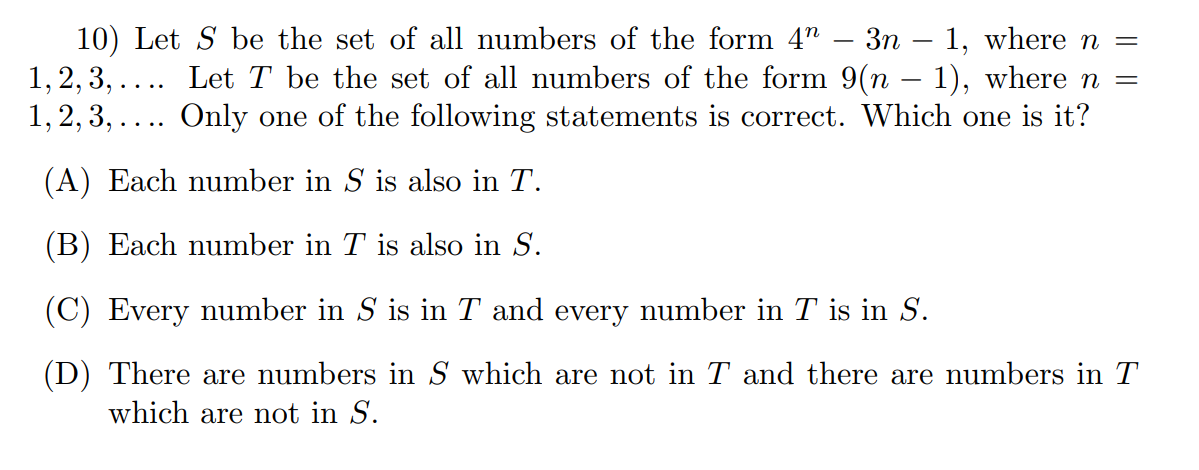 10) Let S be the set of all numbers of the form 4ⁿ − 3n − 1, where n =
1, 2, 3, . . .. Let T be the set of all numbers of the form 9(n − 1), where n =
1, 2, 3, . . .. Only one of the following statements is correct. Which one is it?
(A) Each number in S is also in T.
(B) Each number in T is also in S.
(C) Every number in S is in T and every number in T is in S.
(D) There are numbers in S which are not in T and there are numbers in T
which are not in S.